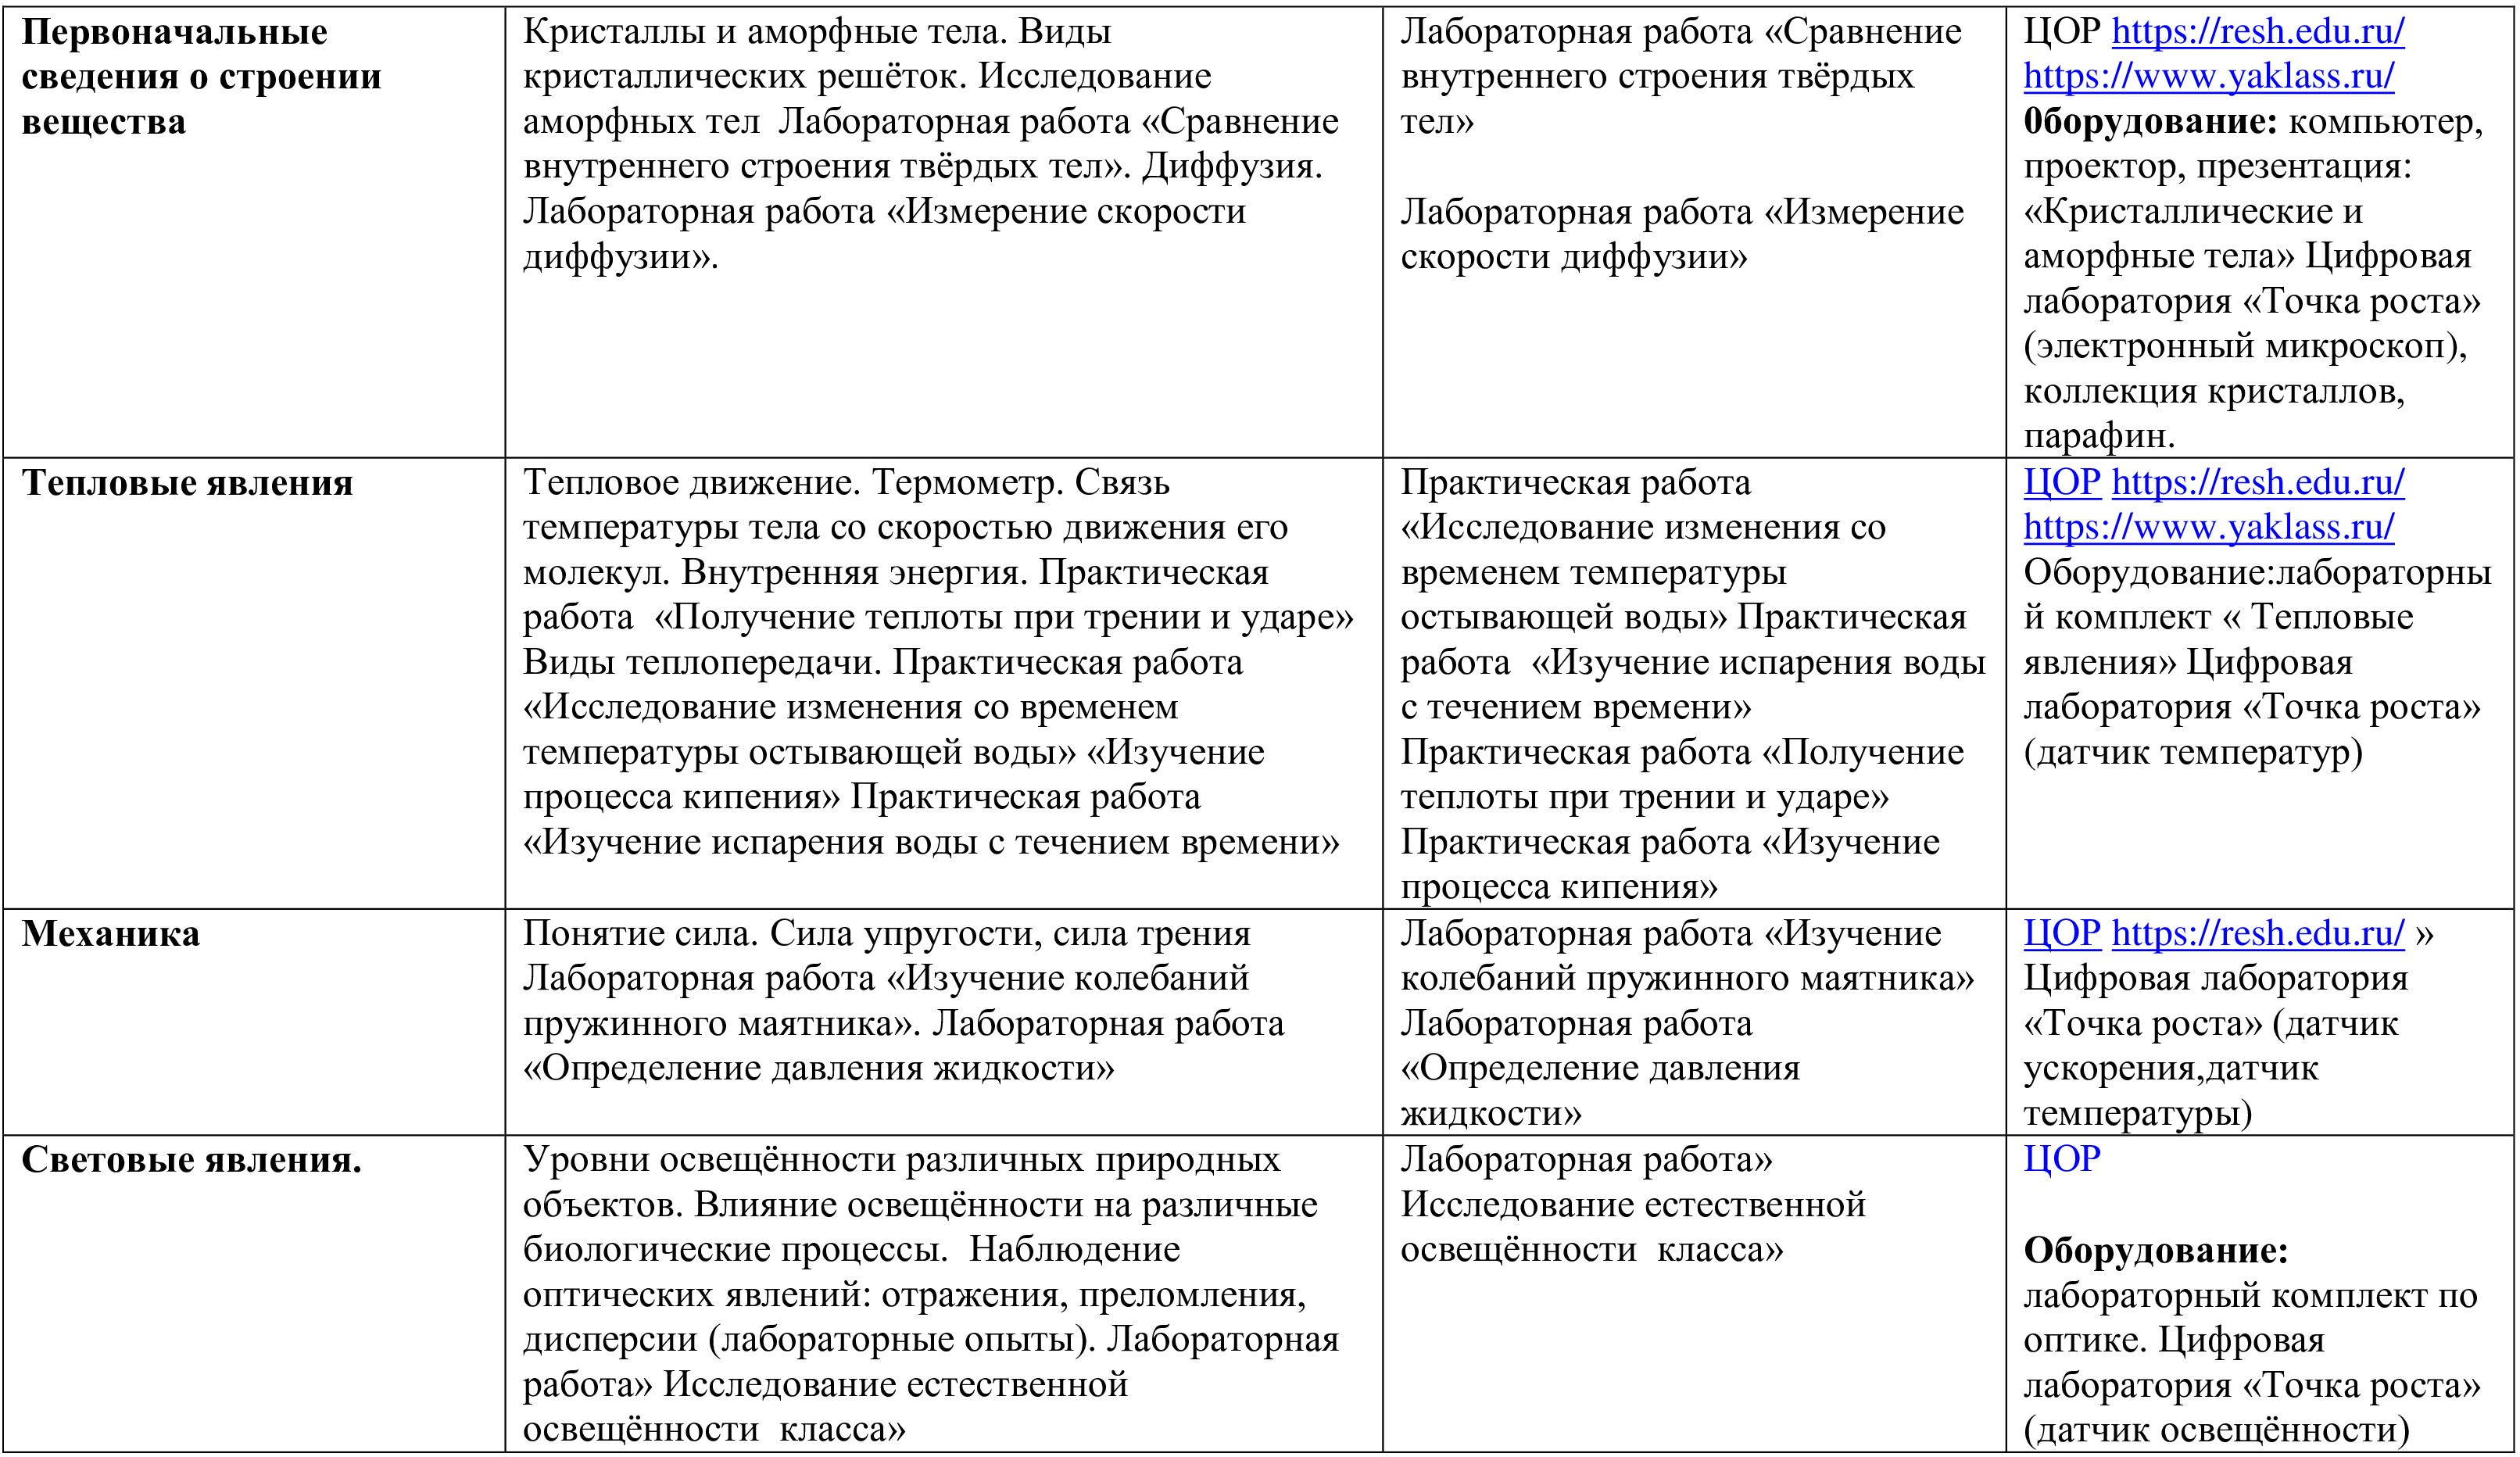 Первоначальные
сведения о строении
вещества
Кристаллы и аморфные тела. Виды
кристаллических решёток. Исследование
аморфных тел  Лабораторная работа «Сравнение
внутреннего строения твёрдых тел». Диффузия.
Лабораторная работа «Измерение скорости
диффузии».
Лабораторная работа «Сравнение
внутреннего строения твёрдых
тел»
Лабораторная работа «Измерение
скорости диффузии»
ЦОР https://resh.edu.ru/
https://www.yaklass.ru/
0борудование: компьютер,
проектор, презентация:
«Кристаллические и
аморфные тела» Цифровая
лаборатория «Точка роста»
(электронный микроскоп),
коллекция кристаллов,
парафин.
Тепловые явления
Тепловое движение. Термометр. Связь
температуры тела со скоростью движения его
молекул. Внутренняя энергия. Практическая
работа  «Получение теплоты при трении и ударе»
Виды теплопередачи. Практическая работа
«Исследование изменения со временем
температуры остывающей воды» «Изучение
процесса кипения» Практическая работа
«Изучение испарения воды с течением времени»
Практическая работа
«Исследование изменения со
временем температуры
остывающей воды» Практическая
работа  «Изучение испарения воды
с течением времени»
Практическая работа «Получение
теплоты при трении и ударе»
Практическая работа «Изучение
процесса кипения»
ЦОР https://resh.edu.ru/
https://www.yaklass.ru/
Оборудование:лабораторны
й комплект « Тепловые
явления» Цифровая
лаборатория «Точка роста»
(датчик температур)
Механика
Понятие сила. Сила упругости, сила трения
Лабораторная работа «Изучение колебаний
пружинного маятника». Лабораторная работа
«Определение давления жидкости»
Лабораторная работа «Изучение
колебаний пружинного маятника»
Лабораторная работа
«Определение давления
жидкости»
ЦОР https://resh.edu.ru/ »
Цифровая лаборатория
«Точка роста» (датчик
ускорения,датчик
температуры)
Световые явления.
Уровни освещённости различных природных
объектов. Влияние освещённости на различные
биологические процессы.  Наблюдение
оптических явлений: отражения, преломления,
дисперсии (лабораторные опыты). Лабораторная
работа» Исследование естественной
освещённости  класса»
Лабораторная работа»
Исследование естественной
освещённости  класса»
ЦОР
Оборудование:
лабораторный комплект по
оптике. Цифровая
лаборатория «Точка роста»
(датчик освещённости)